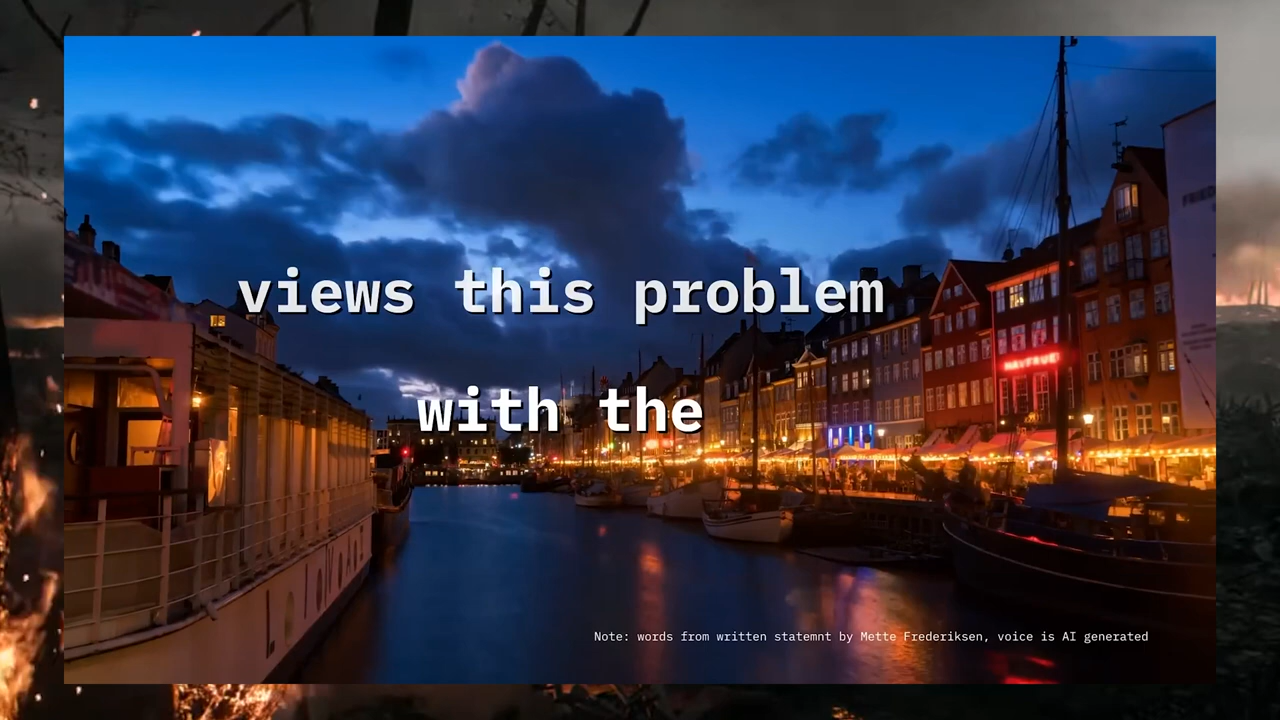 views this problem
with the
Note: words from written statemnt by Mette Frederiksen, voice is AI generated